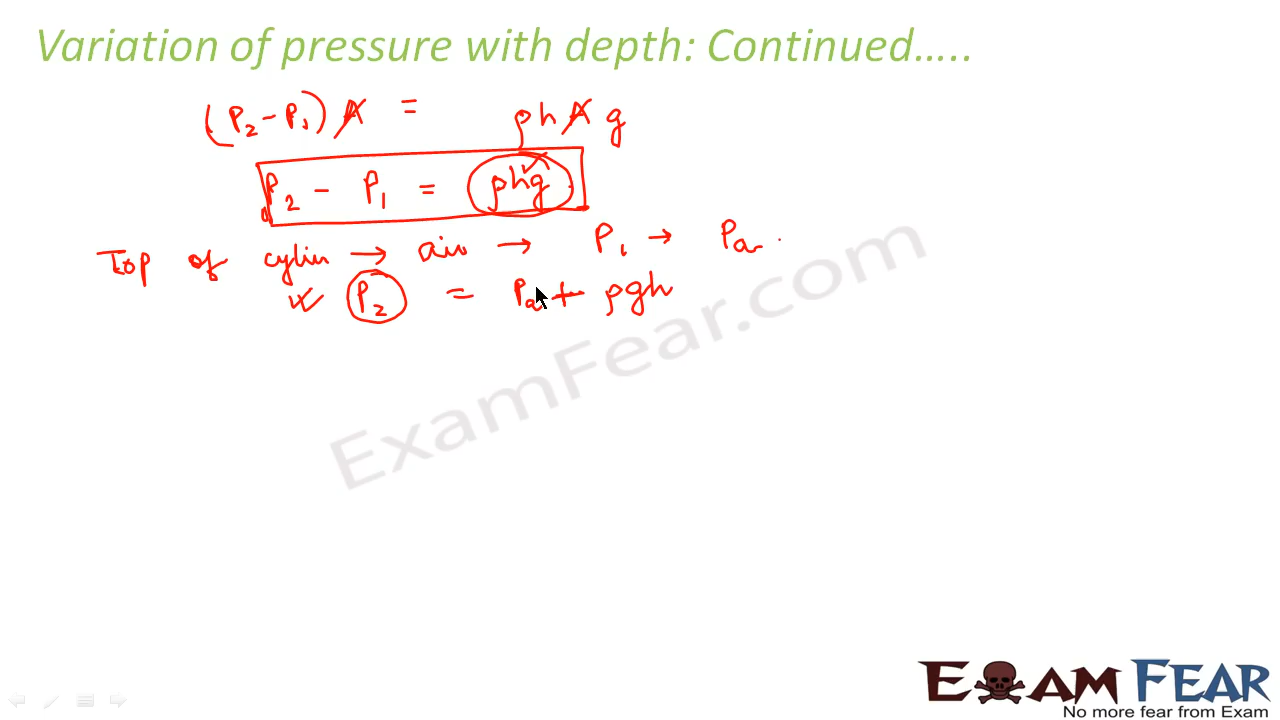 Variation of pressure with depth: Continued.....
(P₂ - P₁) A = ρhA g
P₂ - P₁ = ρhg
Top of cylin → air → P₁ → Pa.
P₂ = Pa + ρgh
ExamFear.com
EXAM FEAR
No more fear from Exam